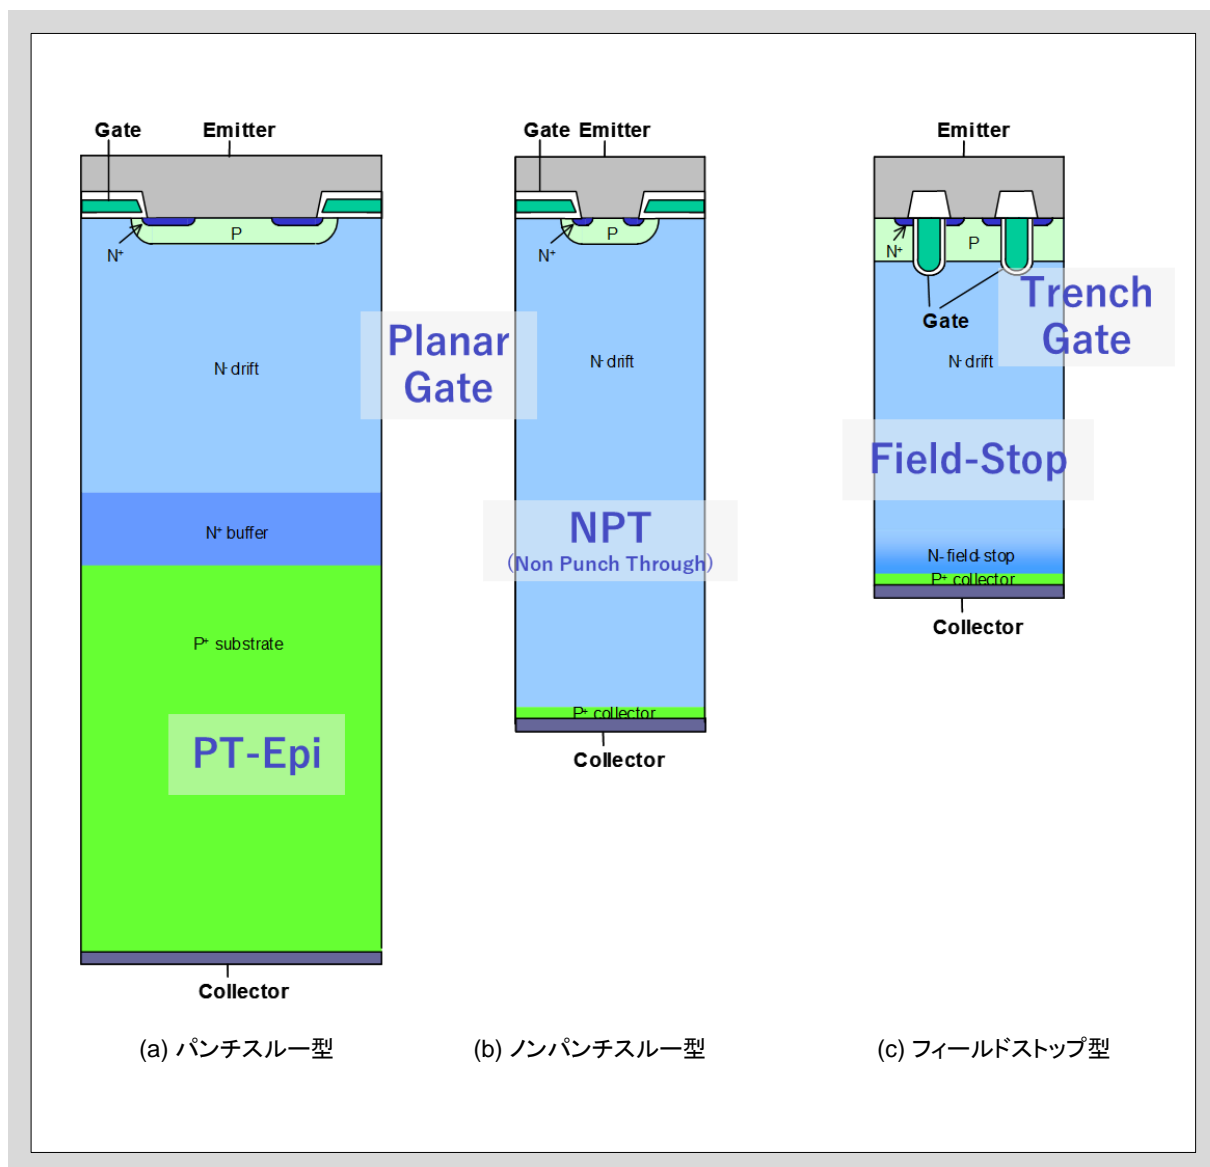 Gate
Emitter
N+
P
N- drift
N+ buffer
P+ substrate
PT-Epi
Collector
(a) パンチスルー型
Planar
Gate
Gate Emitter
N+
P
N- drift
NPT
(Non Punch Through)
P+ collector
Collector
(b) ノンパンチスルー型
Emitter
N+
P
Gate
Trench
Gate
N- drift
Field-Stop
N- field-stop
P+ collector
Collector
(c) フィールドストップ型